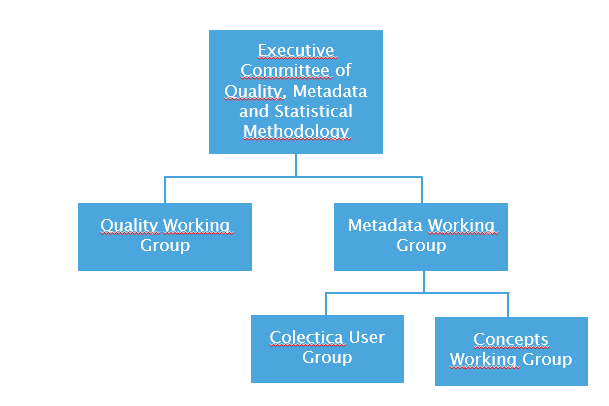 Executive
Committee of
Quality, Metadata
and Statistical
Methodology
Quality Working
Group
Metadata Working
Group
Colectica User
Group
Concepts
Working Group